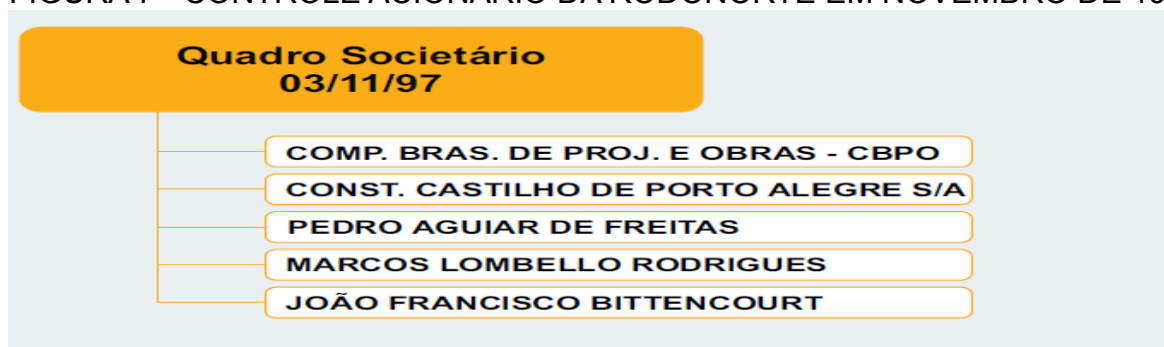 Quadro Societário
03/11/97
COMP. BRAS. DE PROJ. E OBRAS - CBPO
CONST. CASTILHO DE PORTO ALEGRE S/A
PEDRO AGUIAR DE FREITAS
MARCOS LOMBELLO RODRIGUES
JOÃO FRANCISCO BITTENCOURT